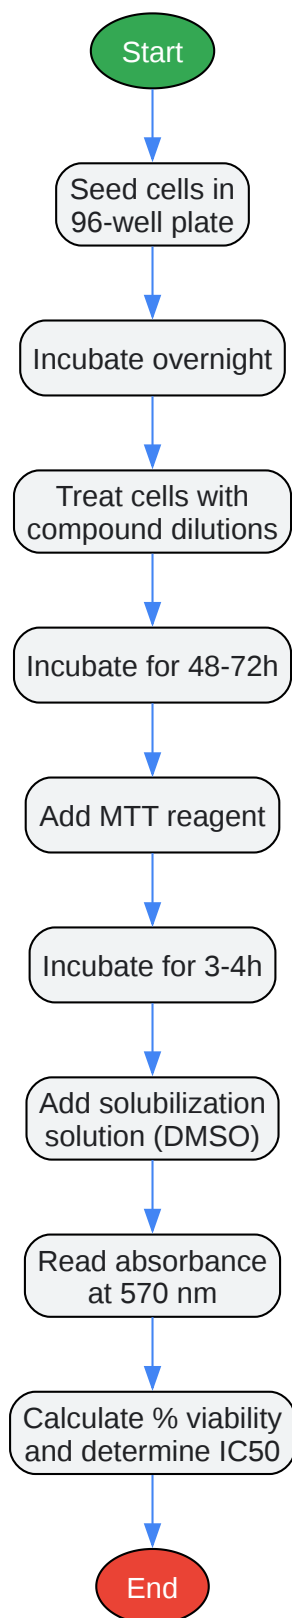 Start
Seed cells in
96-well plate
Incubate overnight
Treat cells with
compound dilutions
Incubate for 48-72h
Add MTT reagent
Incubate for 3-4h
Add solubilization
solution (DMSO)
Read absorbance
at 570 nm
Calculate % viability
and determine IC50
End